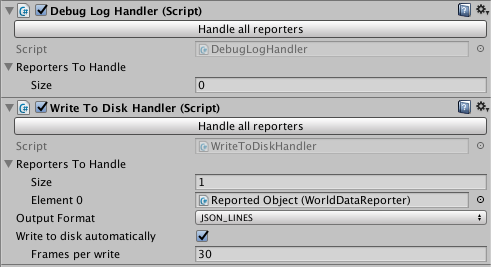 Debug Log Handler (Script)
Handle all reporters
Script DebugLogHandler
Reporters To Handle
Size 0
Write To Disk Handler (Script)
Handle all reporters
Script WriteToDiskHandler
Reporters To Handle
Size 1
Element 0 Reported Object (WorldDataReporter)
Output Format JSON_LINES
Write to disk automatically
Frames per write 30